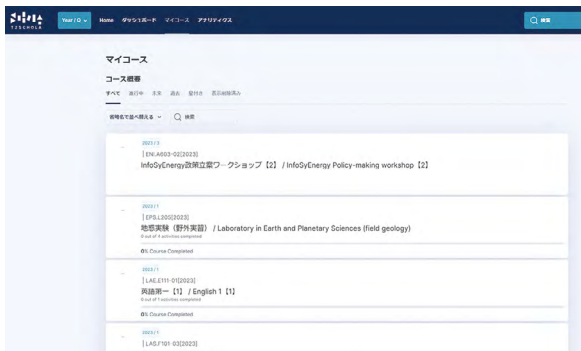 T2SCHOLA
Year / Q
Home ダッシュボード マイコース アナリティクス
検索
マイコース
コース概要
すべて 進行中 未来 過去 星付き 表示から削除済み
省略名で並べ替える 検索
2023 / 3
| ENI.A603-02[2023]
InfoSyEnergy政策立案ワークショップ【2】 / InfoSyEnergy Policy-making workshop【2】
2023 / 1
| EPS.L205[2023]
地惑実験（野外実習） / Laboratory in Earth and Planetary Sciences (field geology)
0 out of 4 activities completed
0% Course Completed
2023 / 1
| LAE.E111-01[2023]
英語第一【1】 / English 1【1】
0 out of 1 activities completed
0% Course Completed
2023 / 1
| LAS.F101-03[2023]